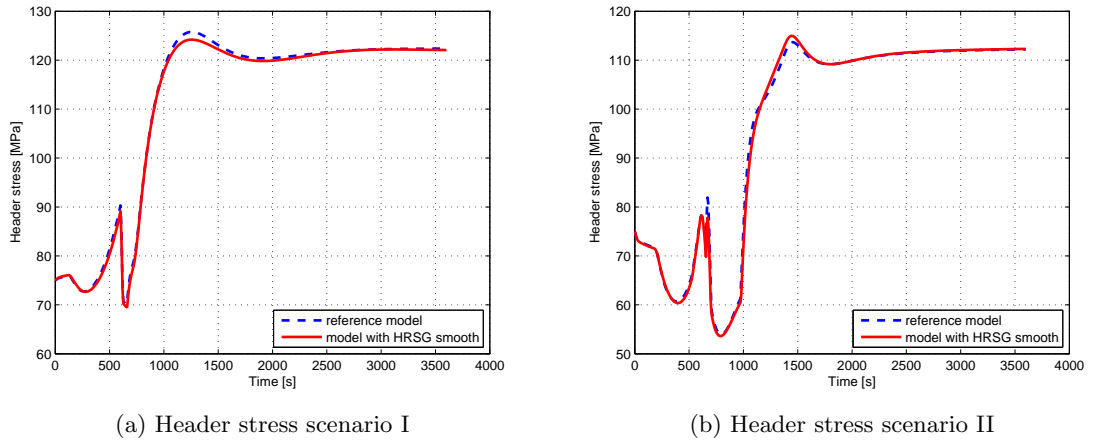 130
120
110
100
90
80
70
60
Header stress [MPa]
0 500 1000 1500 2000 2500 3000 3500 4000
Time [s]
reference model
model with HRSG smooth
(a) Header stress scenario I
120
110
100
90
80
70
60
50
Header stress [MPa]
0 500 1000 1500 2000 2500 3000 3500 4000
Time [s]
reference model
model with HRSG smooth
(b) Header stress scenario II